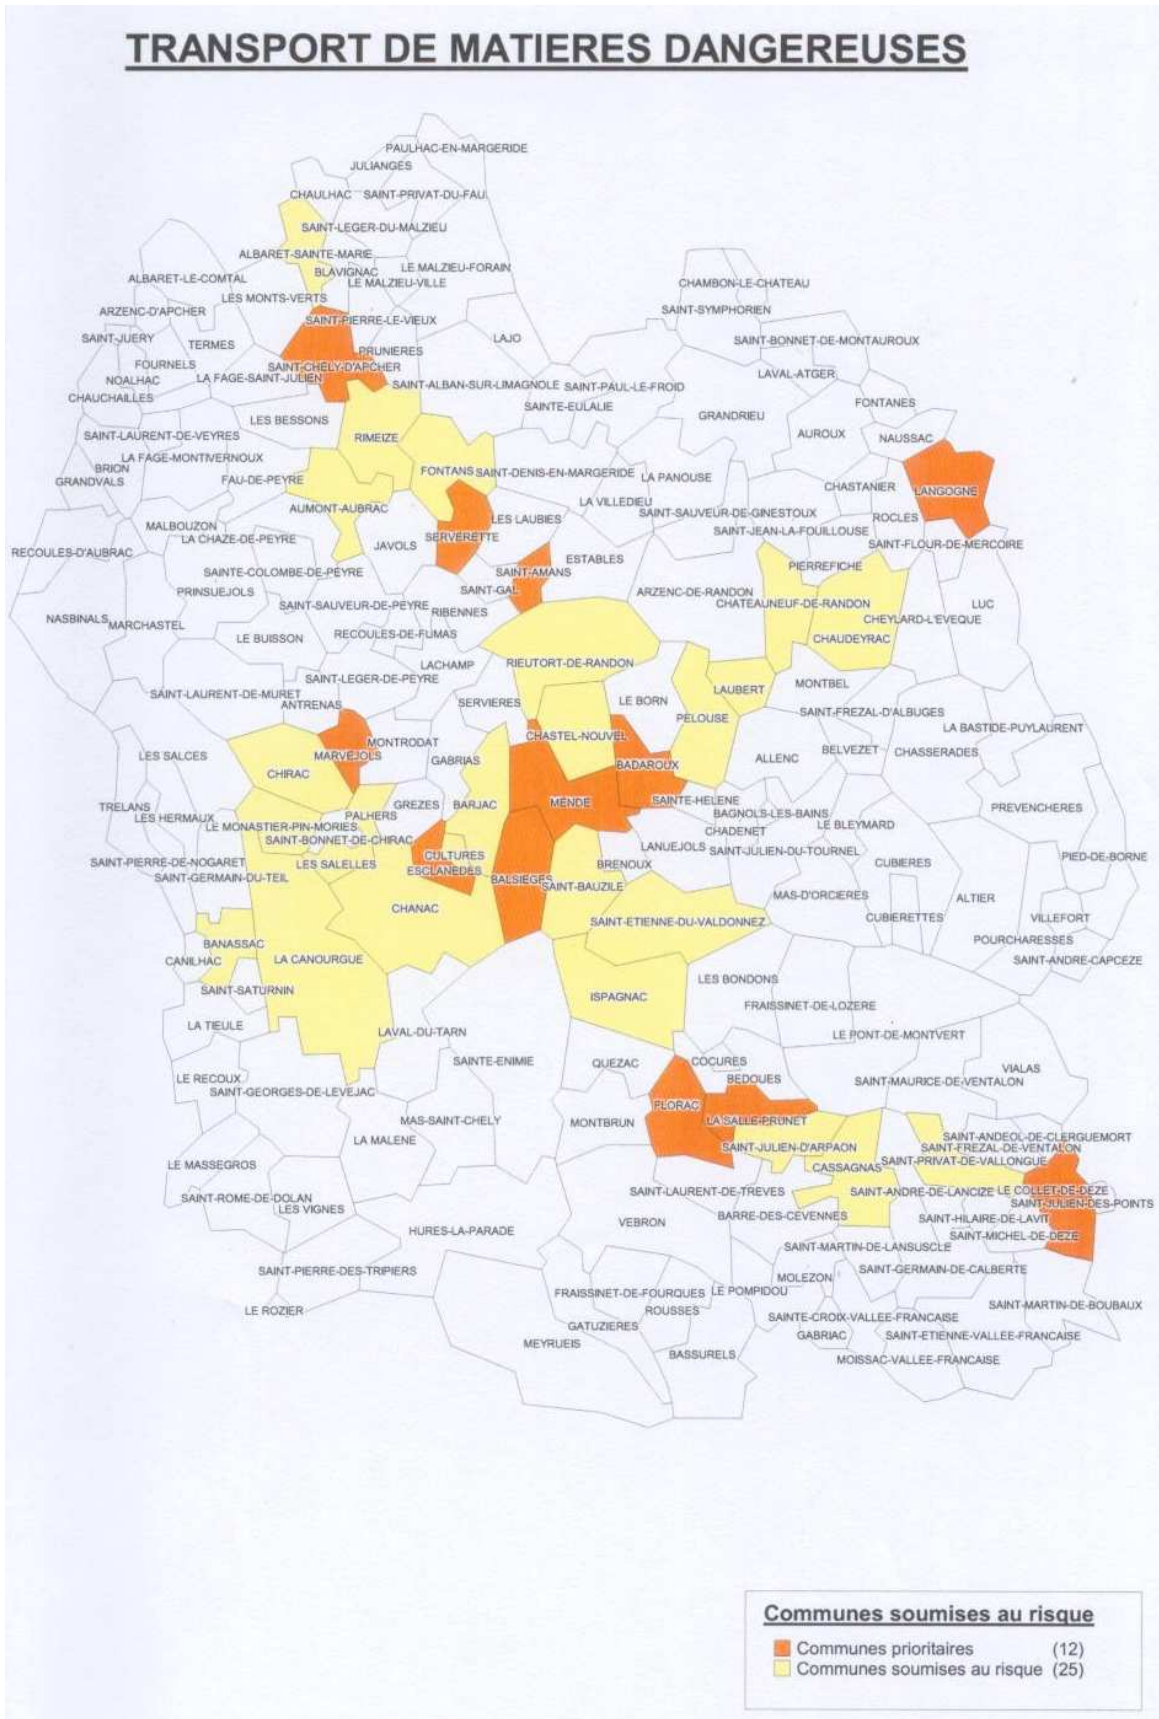 TRANSPORT DE MATIERES DANGEREUSES
PAULHAC-EN-MARGERIDE
JULIANGES
CHAULHAC
SAINT-PRIVAT-DU-FAU
SAINT-LEGER-DU-MALZIEU
ALBARET-SAINTE-MARIE
BLAVIGNAC
LE MALZIEU-FORAIN
LE MALZIEU-VILLE
ALBARET-LE-COMTAL
LES MONTS-VERTS
CHAMBON-LE-CHATEAU
ARZENC-D'APCHER
SAINT-PIERRE-LE-VIEUX
SAINT-SYMPHORIEN
SAINT-JUERY
TERMES
PRUNIERES
LAJO
SAINT-BONNET-DE-MONTAUROUX
FOURNELS
SAINT-CHELY-D'APCHER
NOALHAC
LA FAGE-SAINT-JULIEN
SAINT-ALBAN-SUR-LIMAGNOLE
SAINT-PAUL-LE-FROID
LAVAL-ATGER
CHAUCHAILLES
SAINTE-EULALIE
FONTANES
LES BESSONS
GRANDRIEU
SAINT-LAURENT-DE-VEYRES
RIMEIZE
AUROUX
NAUSSAC
LA FAGE-MONTIVERNOUX
BRION
FONTANS
SAINT-DENIS-EN-MARGERIDE
LA PANOUSE
GRANDVALS
FAU-DE-PEYRE
CHASTANIER
LANGOGNE
AUMONT-AUBRAC
LA VILLEDIEU
SAINT-SAUVEUR-DE-GINESTOUX
MALBOUZON
LES LAUBIES
ROCLES
LA CHAZE-DE-PEYRE
SERVERETTE
SAINT-JEAN-LA-FOUILLOUSE
RECOULES-D'AUBRAC
JAVOLS
SAINT-FLOUR-DE-MERCOIRE
ESTABLES
SAINTE-COLOMBE-DE-PEYRE
SAINT-AMANS
PIERREFICHE
PRINSUEJOLS
SAINT-GAL
ARZENC-DE-RANDON
SAINT-SAUVEUR-DE-PEYRE
CHATEAUNEUF-DE-RANDON
LUC
RIBENNES
NASBINALS
MARCHASTEL
CHEYLARD-L'EVEQUE
LE BUISSON
RECOULES-DE-FUMAS
CHAUDEYRAC
LACHAMP
RIEUTORT-DE-RANDON
SAINT-LEGER-DE-PEYRE
LAUBERT
MONTBEL
SAINT-LAURENT-DE-MURET
SERVIERES
LE BORN
ANTRENAS
PELOUSE
SAINT-FREZAL-D'ALBUGES
LA BASTIDE-PUYLAURENT
CHASTEL-NOUVEL
MONTRODAT
LES SALCES
MARVEJOLS
GABRIAS
BADAROUX
ALLENC
BELVEZET
CHASSERADES
CHIRAC
TRELANS
GREZES
BARJAC
MENDE
SAINTE-HELENE
PREVENCHERES
LES HERMAUX
PALHERS
BAGNOLS-LES-BAINS
LE MONASTIER-PIN-MORIES
CHADENET
LE BLEYMARD
SAINT-BONNET-DE-CHIRAC
LANUEJOLS
SAINT-JULIEN-DU-TOURNEL
SAINT-PIERRE-DE-NOGARET
LES SALELLES
CULTURES
BRENOUX
CUBIERES
PIED-DE-BORNE
SAINT-GERMAIN-DU-TEIL
ESCLANEDES
BALSIEGES
SAINT-BAUZILE
MAS-D'ORCIERES
ALTIER
CHANAC
SAINT-ETIENNE-DU-VALDONNEZ
CUBIERETTES
VILLEFORT
BANASSAC
POURCHARESSES
CANILHAC
LA CANOURGUE
SAINT-ANDRE-CAPCEZE
LES BONDONS
SAINT-SATURNIN
ISPAGNAC
FRAISSINET-DE-LOZERE
LA TIEULE
LAVAL-DU-TARN
LE PONT-DE-MONTVERT
SAINTE-ENIMIE
QUEZAC
COCURES
VIALAS
LE RECOUX
BEDOUES
SAINT-MAURICE-DE-VENTALON
SAINT-GEORGES-DE-LEVEJAC
FLORAC
MAS-SAINT-CHELY
MONTBRUN
LA SALLE-PRUNET
LA MALENE
SAINT-ANDEOL-DE-CLERGUEMORT
SAINT-JULIEN-D'ARPAON
SAINT-FREZAL-DE-VENTALON
LE MASSEGROS
CASSAGNAS
SAINT-PRIVAT-DE-VALLONGUE
SAINT-ROME-DE-DOLAN
SAINT-LAURENT-DE-TREVES
SAINT-ANDRE-DE-LANCIZE
LE COLLET-DE-DEZE
LES VIGNES
SAINT-JULIEN-DES-POINTS
VEBRON
BARRE-DES-CEVENNES
SAINT-HILAIRE-DE-LAVIT
HURES-LA-PARADE
SAINT-MICHEL-DE-DEZE
SAINT-MARTIN-DE-LANSUSCLE
SAINT-PIERRE-DES-TRIPIERS
SAINT-GERMAIN-DE-CALBERTE
MOLEZON
FRAISSINET-DE-FOURQUES
LE POMPIDOU
LE ROZIER
ROUSSES
SAINT-MARTIN-DE-BOUBAUX
GATUZIERES
SAINTE-CROIX-VALLEE-FRANCAISE
MEYRUEIS
GABRIAC
SAINT-ETIENNE-VALLEE-FRANCAISE
BASSURELS
MOISSAC-VALLEE-FRANCAISE
Communes soumises au risque
Communes prioritaires (12)
Communes soumises au risque (25)